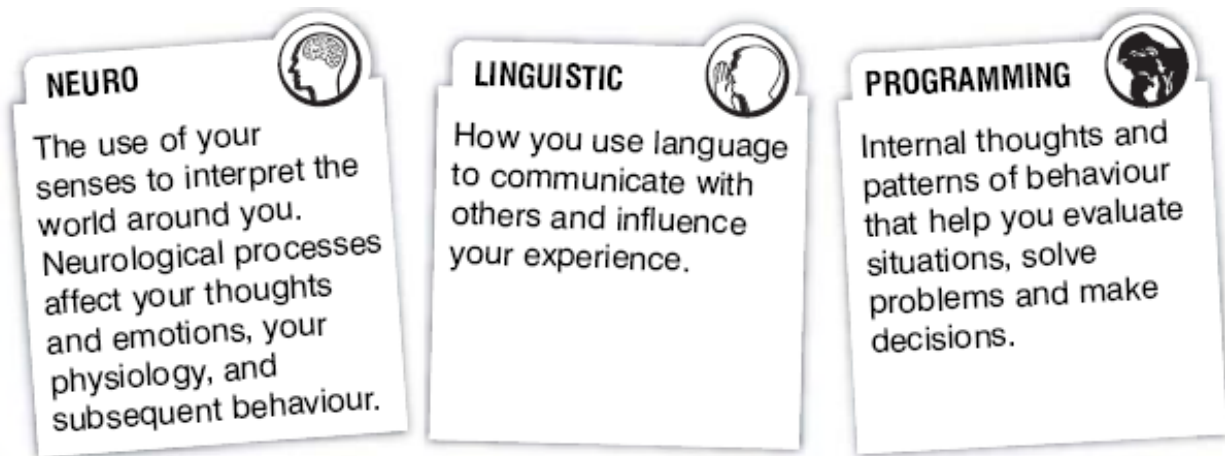 NEURO
The use of your
senses to interpret the
world around you.
Neurological processes
affect your thoughts
and emotions, your
physiology, and
subsequent behaviour.
LINGUISTIC
How you use language
to communicate with
others and influence
your experience.
PROGRAMMING
Internal thoughts and
patterns of behaviour
that help you evaluate
situations, solve
problems and make
decisions.